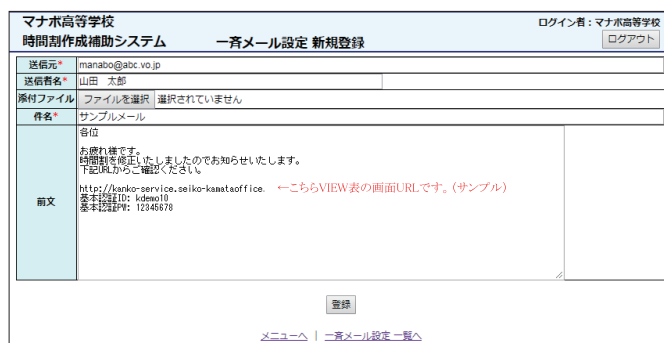 マナボ高等学校
ログイン者：マナボ高等学校
時間割作成補助システム 一斉メール設定 新規登録
ログアウト
送信元* manabo@abc.vo.jp
送信者名* 山田 太郎
添付ファイル ファイルを選択 選択されていません
件名* サンプルメール
前文
各位
お疲れ様です。
時間割を修正いたしましたのでお知らせいたします。
下記URLからご確認ください。
http://kanko-service.seiko-kamataoffice. ←こちらVIEW表の画面URLです。(サンプル)
基本認証ID: kdemo10
基本認証PW: 12345678
登録
メニューへ | 一斉メール設定 一覧へ